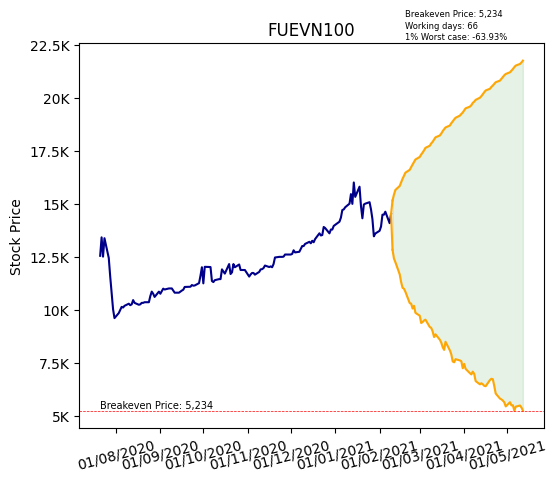 Breakeven Price: 5,234
Working days: 66
1% Worst case: -63.93%
FUEVN100
Stock Price
22.5K
20K
17.5K
15K
12.5K
10K
7.5K
5K
Breakeven Price: 5,234
01/08/2020
01/09/2020
01/10/2020
01/11/2020
01/12/2020
01/01/2021
01/02/2021
01/03/2021
01/04/2021
01/05/2021